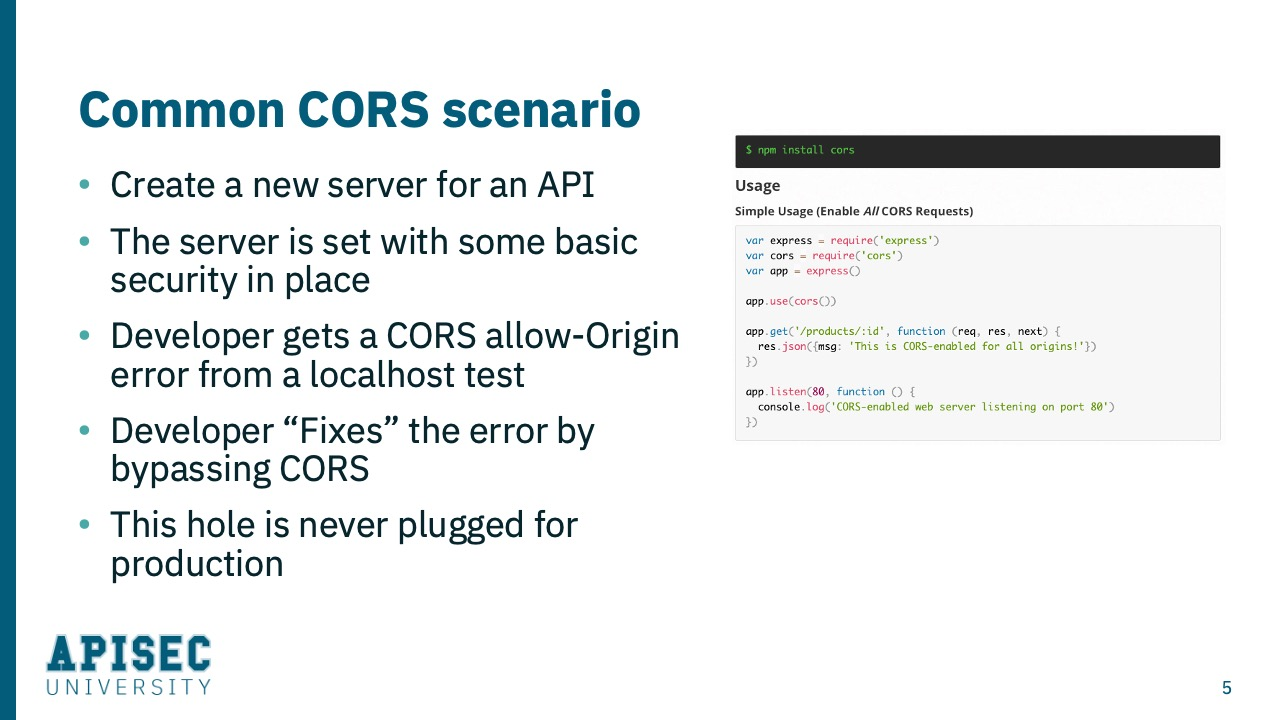 Common CORS scenario
• Create a new server for an API
• The server is set with some basic
security in place
• Developer gets a CORS allow-Origin
error from a localhost test
• Developer “Fixes” the error by
bypassing CORS
• This hole is never plugged for
production
$ npm install cors
Usage
Simple Usage (Enable All CORS Requests)
var express = require('express')
var cors = require('cors')
var app = express()

app.use(cors())

app.get('/products/:id', function (req, res, next) {
  res.json({msg: 'This is CORS-enabled for all origins!'})
})

app.listen(80, function () {
  console.log('CORS-enabled web server listening on port 80')
})
APISEC
UNIVERSITY
5